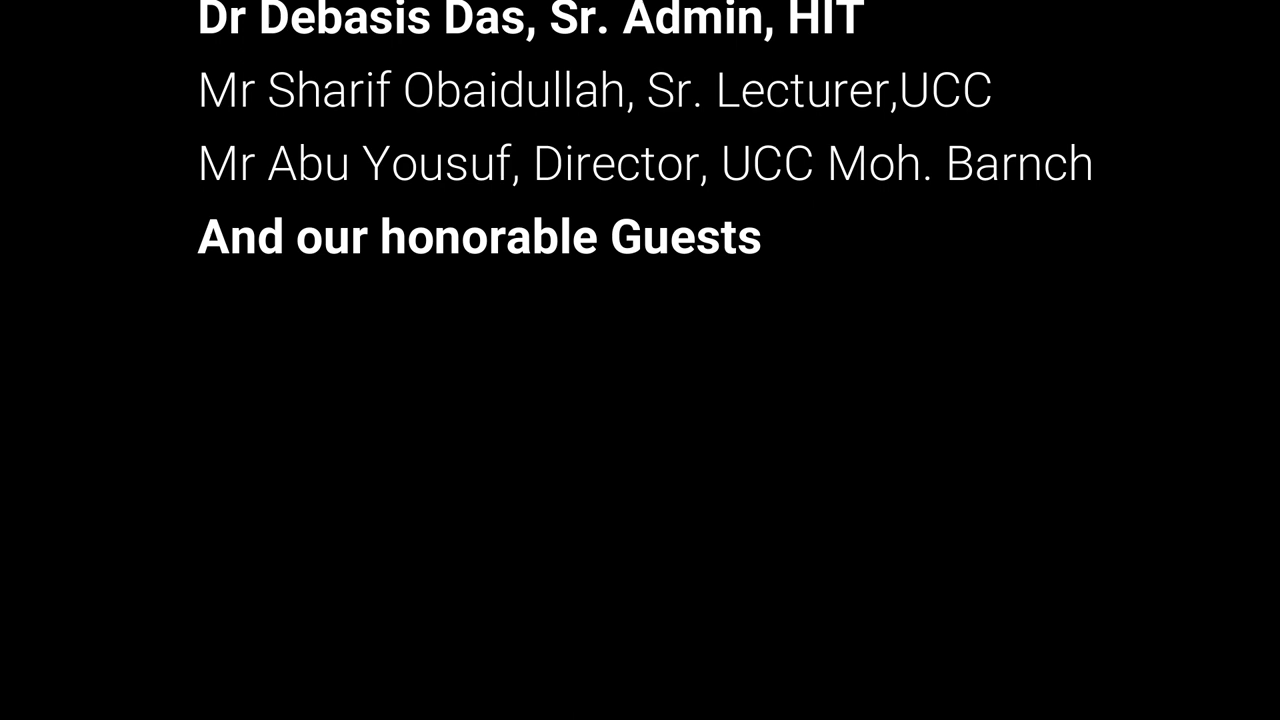 Dr Debasis Das, Sr. Admin, HIT
Mr Sharif Obaidullah, Sr. Lecturer,UCC
Mr Abu Yousuf, Director, UCC Moh. Barnch
And our honorable Guests